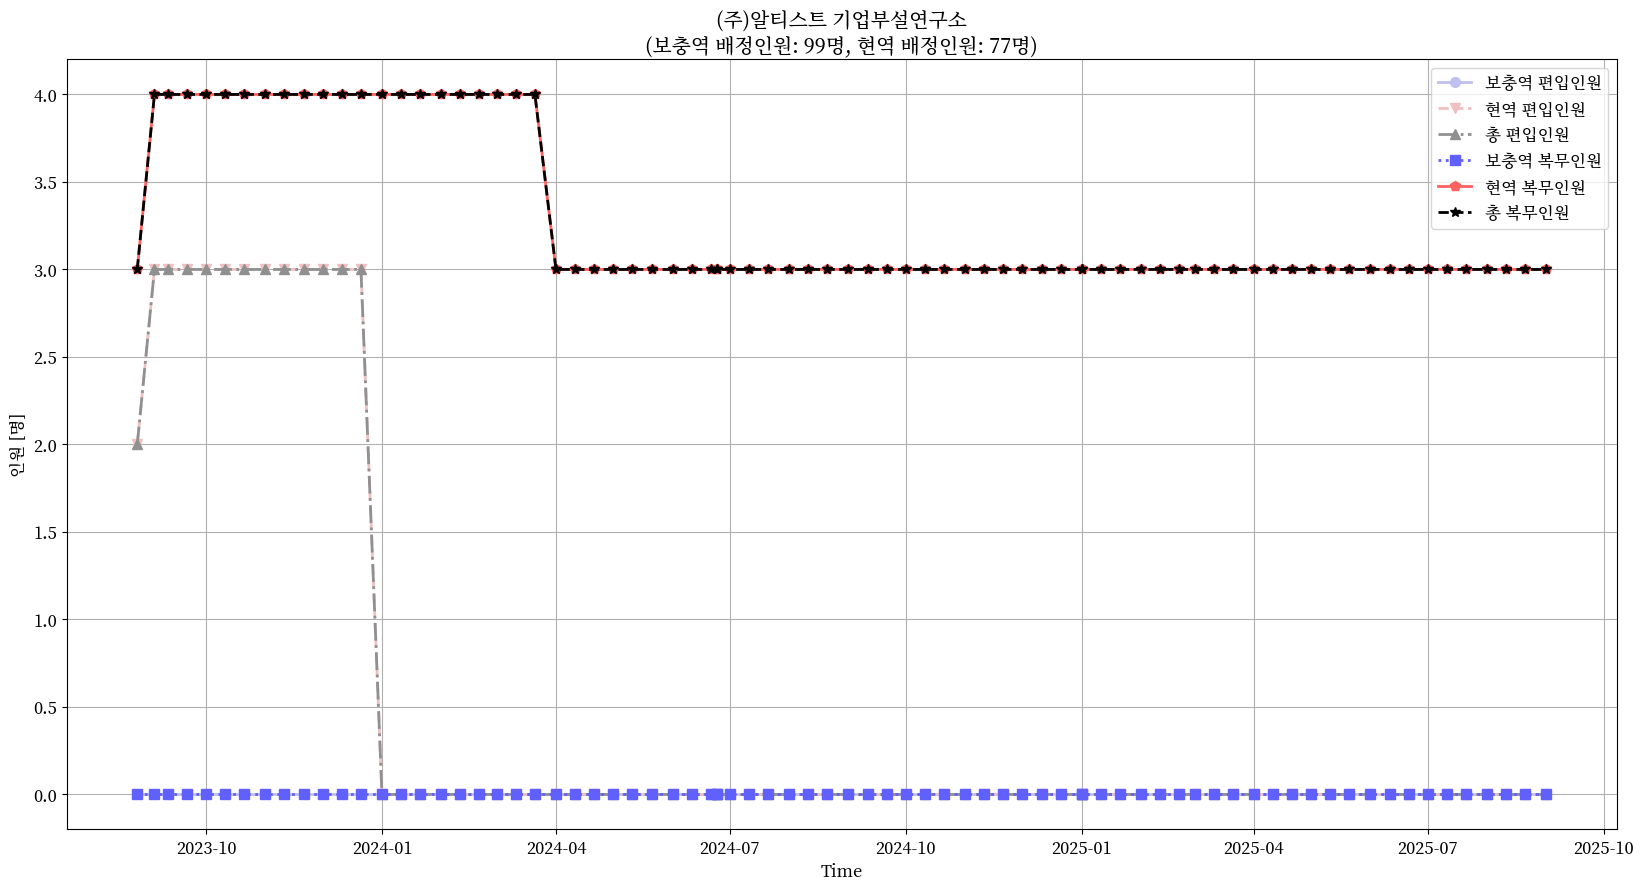 (주)알티스트 기업부설연구소
(보충역 배정인원: 99명, 현역 배정인원: 77명)
보충역 편입인원
현역 편입인원
총 편입인원
보충역 복무인원
현역 복무인원
총 복무인원
인원 [명]
4.0
3.5
3.0
2.5
2.0
1.5
1.0
0.5
0.0
2023-10
2024-01
2024-04
2024-07
2024-10
2025-01
2025-04
2025-07
2025-10
Time